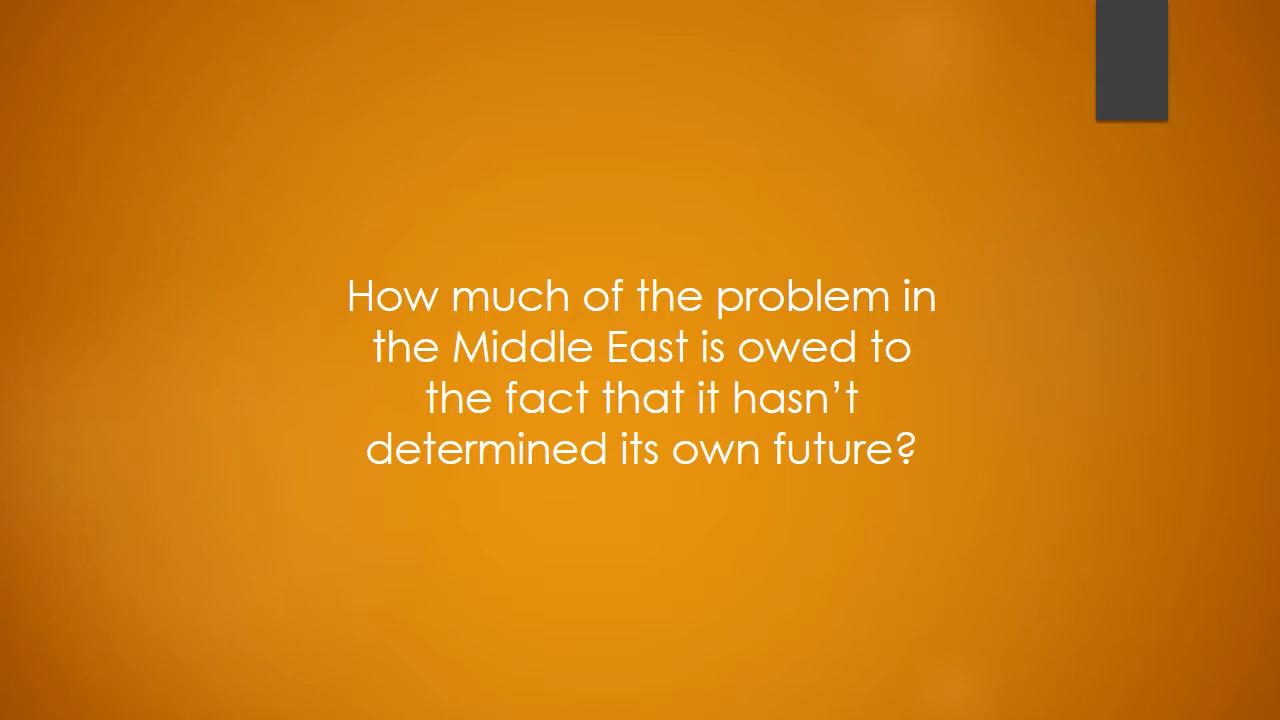 How much of the problem in
the Middle East is owed to
the fact that it hasn’t
determined its own future?